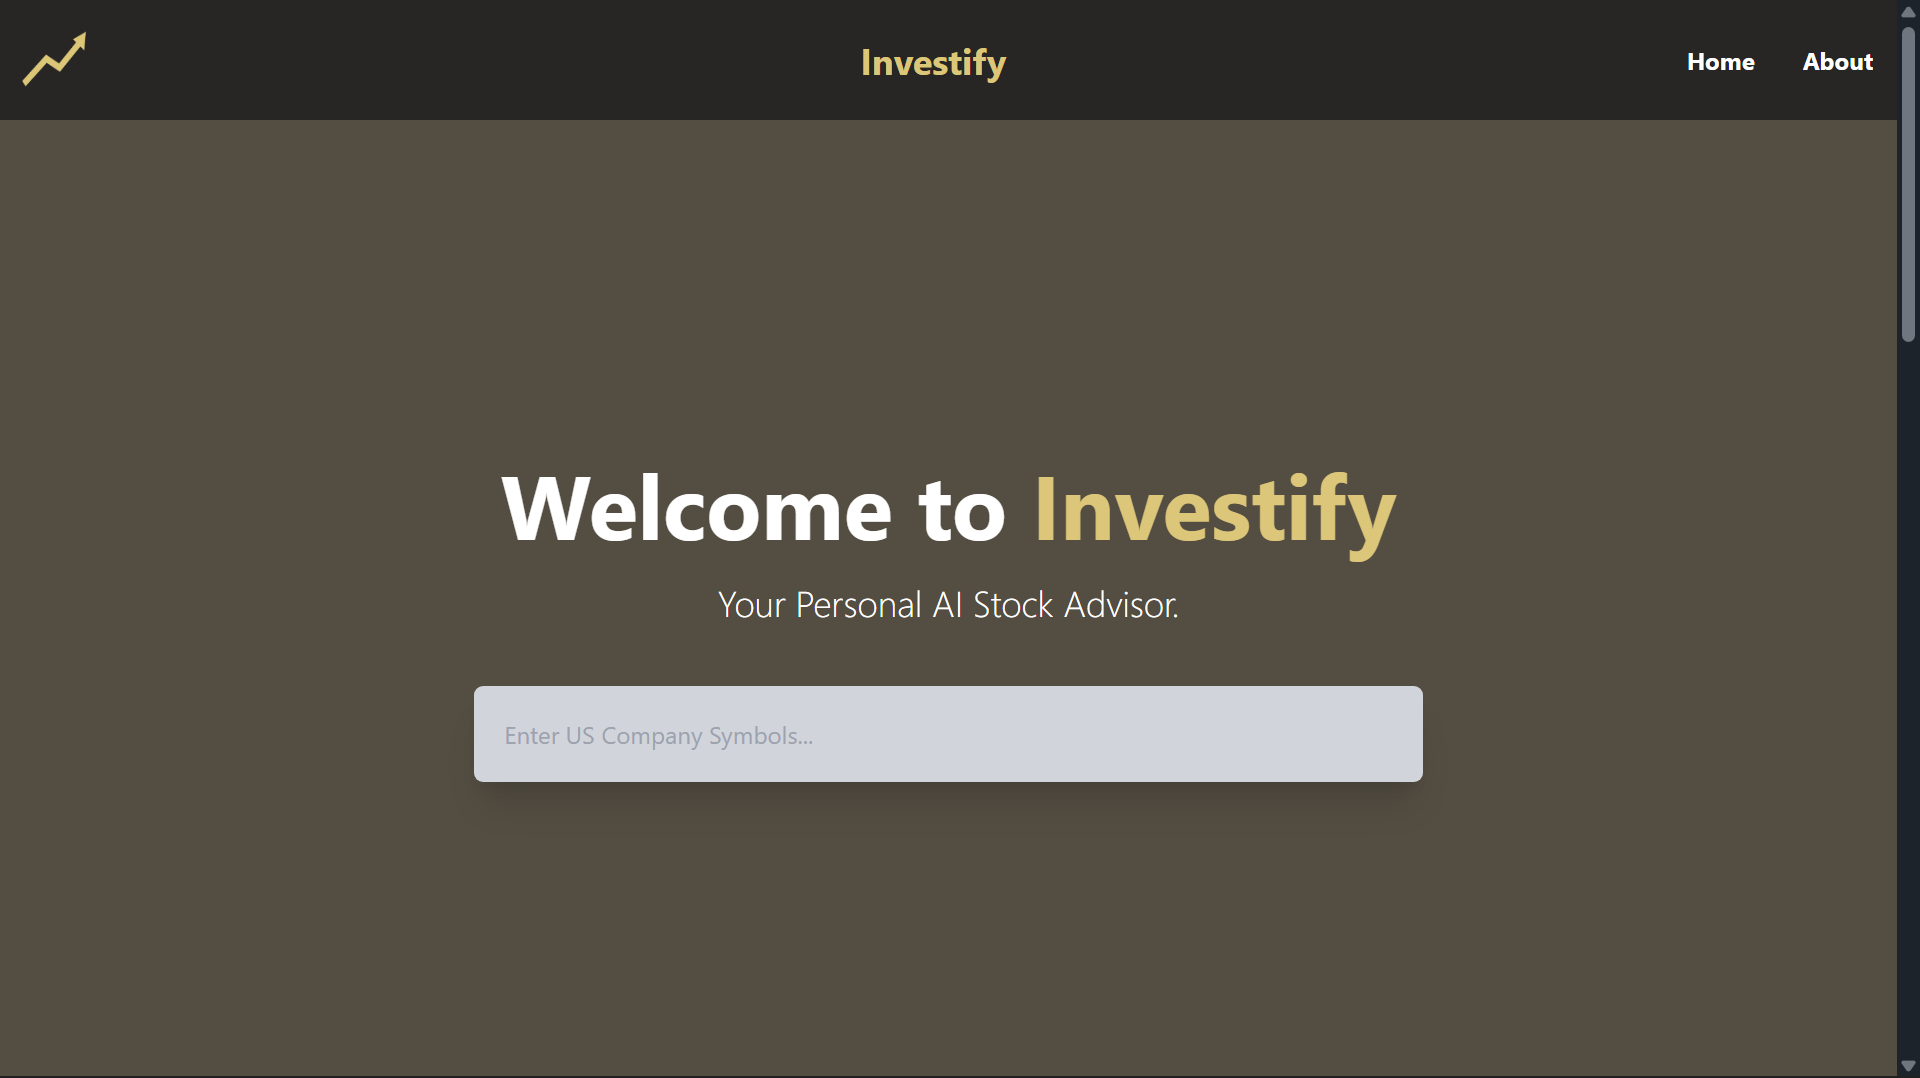 Investify
Home
About
Welcome to Investify
Your Personal AI Stock Advisor.
Enter US Company Symbols...